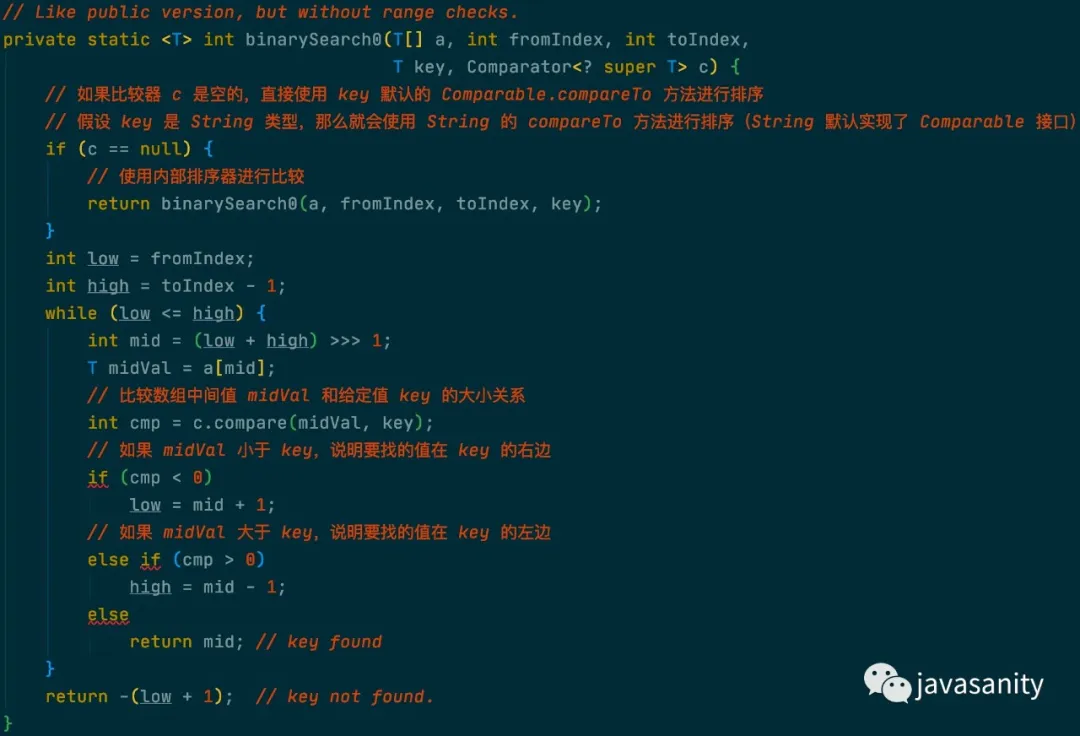 // Like public version, but without range checks.
private static <T> int binarySearch0(T[] a, int fromIndex, int toIndex,
T key, Comparator<? super T> c) {
// 如果比较器 c 是空的，直接使用 key 默认的 Comparable.compareTo 方法进行排序
// 假设 key 是 String 类型，那么就会使用 String 的 compareTo 方法进行排序（String 默认实现了 Comparable 接口）
if (c == null) {
// 使用内部排序器进行比较
return binarySearch0(a, fromIndex, toIndex, key);
}
int low = fromIndex;
int high = toIndex - 1;
while (low <= high) {
int mid = (low + high) >>> 1;
T midVal = a[mid];
// 比较数组中间值 midVal 和给定值 key 的大小关系
int cmp = c.compare(midVal, key);
// 如果 midVal 小于 key，说明要找的值在 key 的右边
if (cmp < 0)
low = mid + 1;
// 如果 midVal 大于 key，说明要找的值在 key 的左边
else if (cmp > 0)
high = mid - 1;
else
return mid; // key found
}
return -(low + 1);  // key not found.
}
javasanity